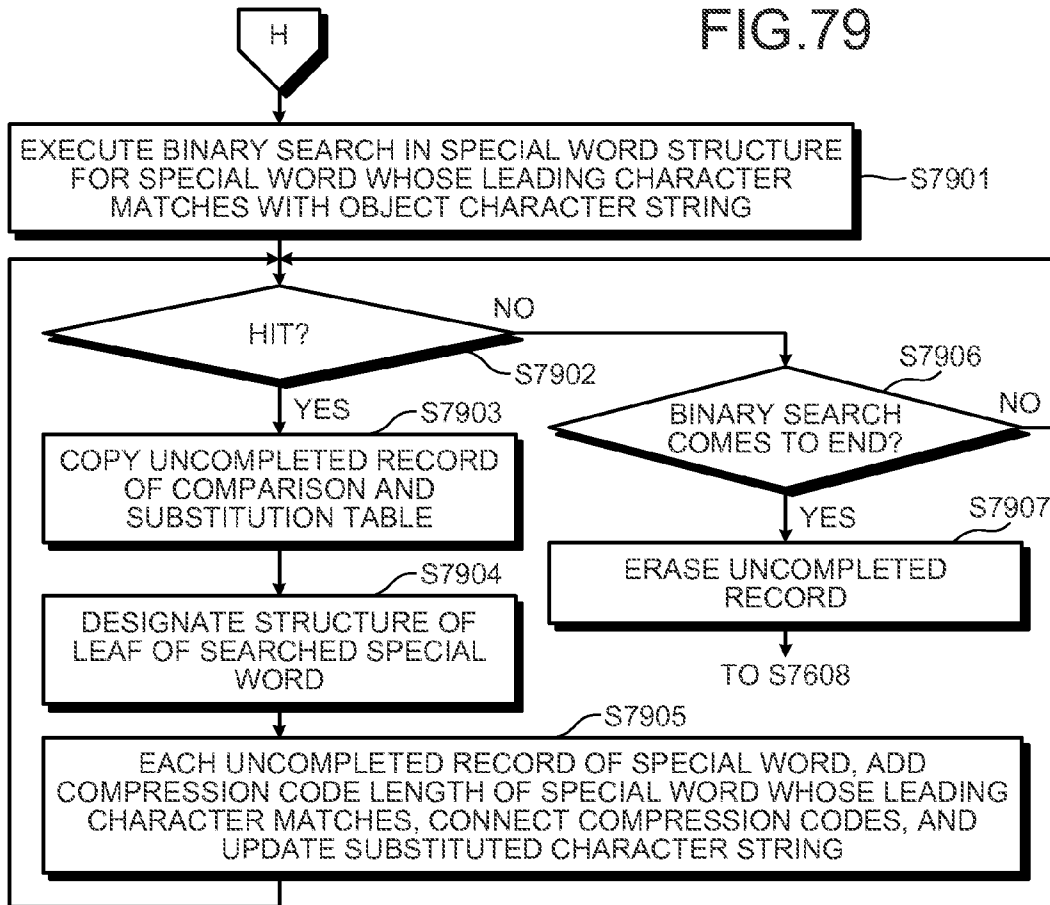 FIG.79
H
EXECUTE BINARY SEARCH IN SPECIAL WORD STRUCTURE
FOR SPECIAL WORD WHOSE LEADING CHARACTER
MATCHES WITH OBJECT CHARACTER STRING
S7901
HIT?
NO
S7902
YES
S7903
COPY UNCOMPLETED RECORD
OF COMPARISON AND
SUBSTITUTION TABLE
S7904
DESIGNATE STRUCTURE OF
LEAF OF SEARCHED SPECIAL
WORD
S7905
EACH UNCOMPLETED RECORD OF SPECIAL WORD, ADD
COMPRESSION CODE LENGTH OF SPECIAL WORD WHOSE LEADING
CHARACTER MATCHES, CONNECT COMPRESSION CODES, AND
UPDATE SUBSTITUTED CHARACTER STRING
S7906
BINARY SEARCH
COMES TO END?
NO
YES
S7907
ERASE UNCOMPLETED
RECORD
TO S7608